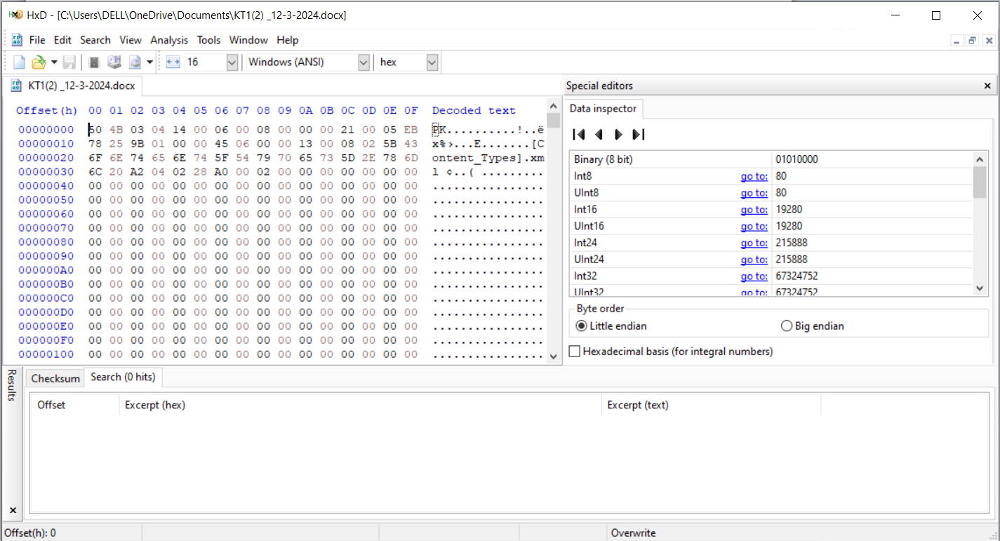 HxD - [C:\Users\DELL\OneDrive\Documents\KT1(2) _12-3-2024.docx]
File Edit Search View Analysis Tools Window Help
16 Windows (ANSI) hex
KT1(2) _12-3-2024.docx
Offset(h) 00 01 02 03 04 05 06 07 08 09 0A 0B 0C 0D 0E 0F Decoded text
00000000 50 4B 03 04 14 00 06 00 08 00 00 00 21 00 05 EB PK..........!..ë
00000010 78 25 9B 01 00 00 45 06 00 00 13 00 08 02 5B 43 x%›...E.......[C
00000020 6F 6E 74 65 6E 74 5F 54 79 70 65 73 5D 2E 78 6D ontent_Types].xm
00000030 6C 20 A2 04 02 28 A0 00 02 00 00 00 00 00 00 00 l ¢..( .........
00000040 00 00 00 00 00 00 00 00 00 00 00 00 00 00 00 00 ................
00000050 00 00 00 00 00 00 00 00 00 00 00 00 00 00 00 00 ................
00000060 00 00 00 00 00 00 00 00 00 00 00 00 00 00 00 00 ................
00000070 00 00 00 00 00 00 00 00 00 00 00 00 00 00 00 00 ................
00000080 00 00 00 00 00 00 00 00 00 00 00 00 00 00 00 00 ................
00000090 00 00 00 00 00 00 00 00 00 00 00 00 00 00 00 00 ................
000000A0 00 00 00 00 00 00 00 00 00 00 00 00 00 00 00 00 ................
000000B0 00 00 00 00 00 00 00 00 00 00 00 00 00 00 00 00 ................
000000C0 00 00 00 00 00 00 00 00 00 00 00 00 00 00 00 00 ................
000000D0 00 00 00 00 00 00 00 00 00 00 00 00 00 00 00 00 ................
000000E0 00 00 00 00 00 00 00 00 00 00 00 00 00 00 00 00 ................
000000F0 00 00 00 00 00 00 00 00 00 00 00 00 00 00 00 00 ................
00000100 00 00 00 00 00 00 00 00 00 00 00 00 00 00 00 00 ................
Special editors
Data inspector
Binary (8 bit) 01010000
Int8 go to: 80
UInt8 go to: 80
Int16 go to: 19280
UInt16 go to: 19280
Int24 go to: 215888
UInt24 go to: 215888
Int32 go to: 67324752
UInt32 go to: 67324752
Byte order
Little endian Big endian
Hexadecimal basis (for integral numbers)
Results
Checksum Search (0 hits)
Offset Excerpt (hex) Excerpt (text)
Offset(h): 0 Overwrite